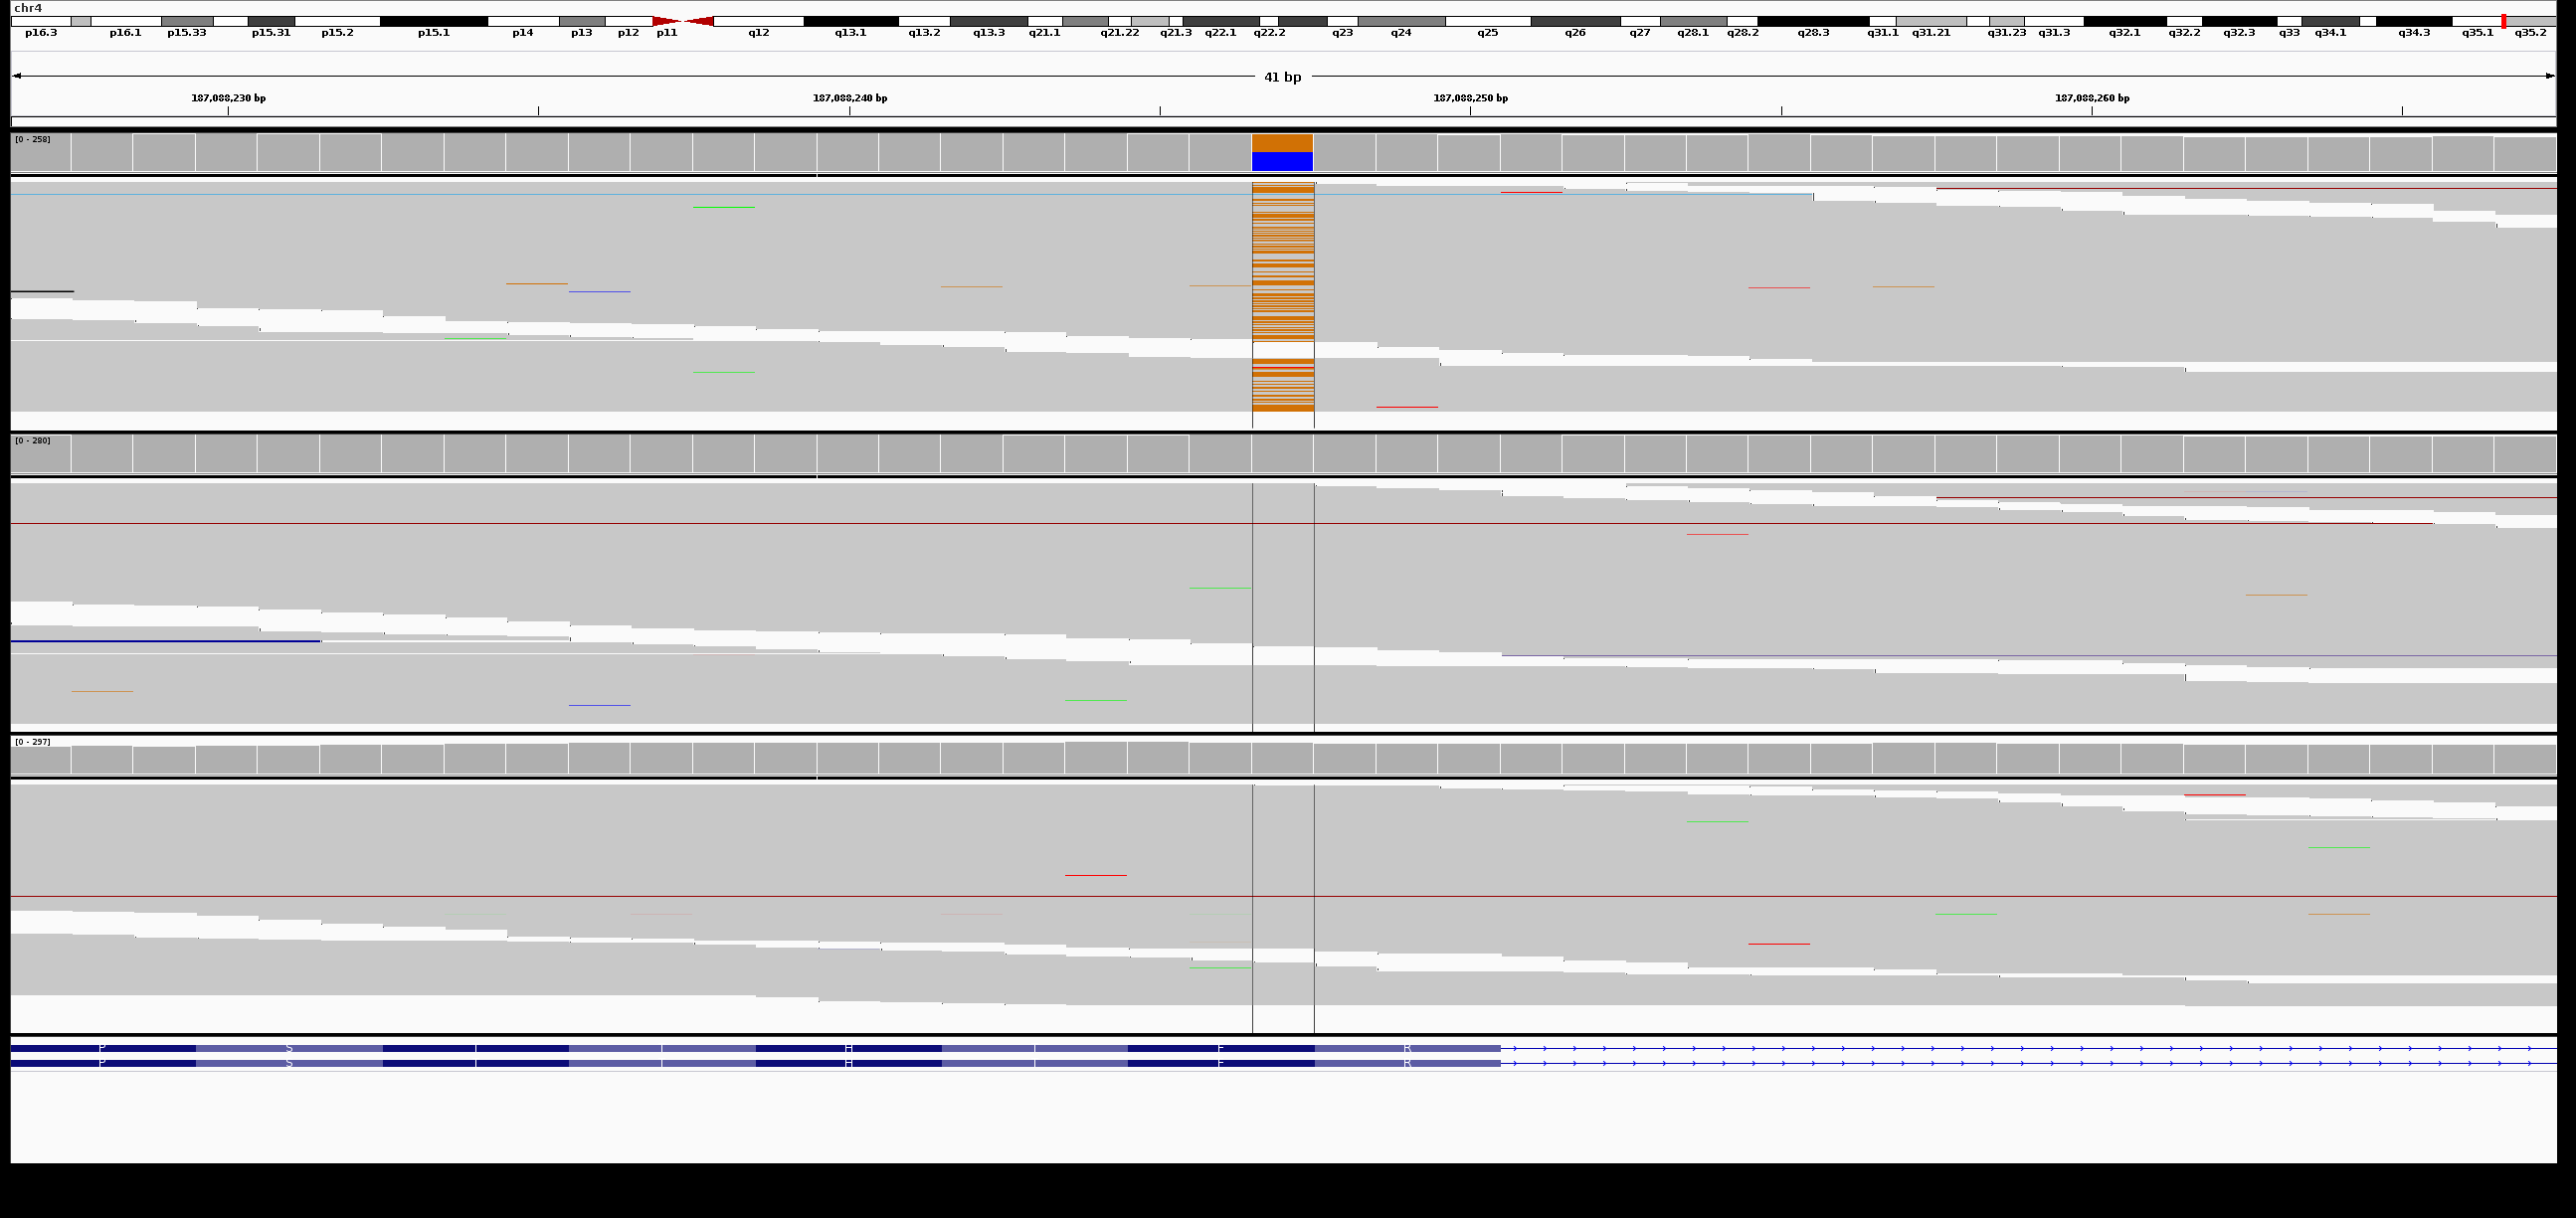 chr4
p16.3 p16.1 p15.33 p15.31 p15.2 p15.1 p14 p13 p12 p11 q12 q13.1 q13.2 q13.3 q21.1 q21.22 q21.3 q22.1 q22.2 q23 q24 q25 q26 q27 q28.1 q28.2 q28.3 q31.1 q31.21 q31.23 q31.3 q32.1 q32.2 q32.3 q33 q34.1 q34.3 q35.1 q35.2
41 bp
187,088,230 bp 187,088,240 bp 187,088,250 bp 187,088,260 bp
[0 - 258]
[0 - 280]
[0 - 297]
P S I I H I F R
P S I I H I F R